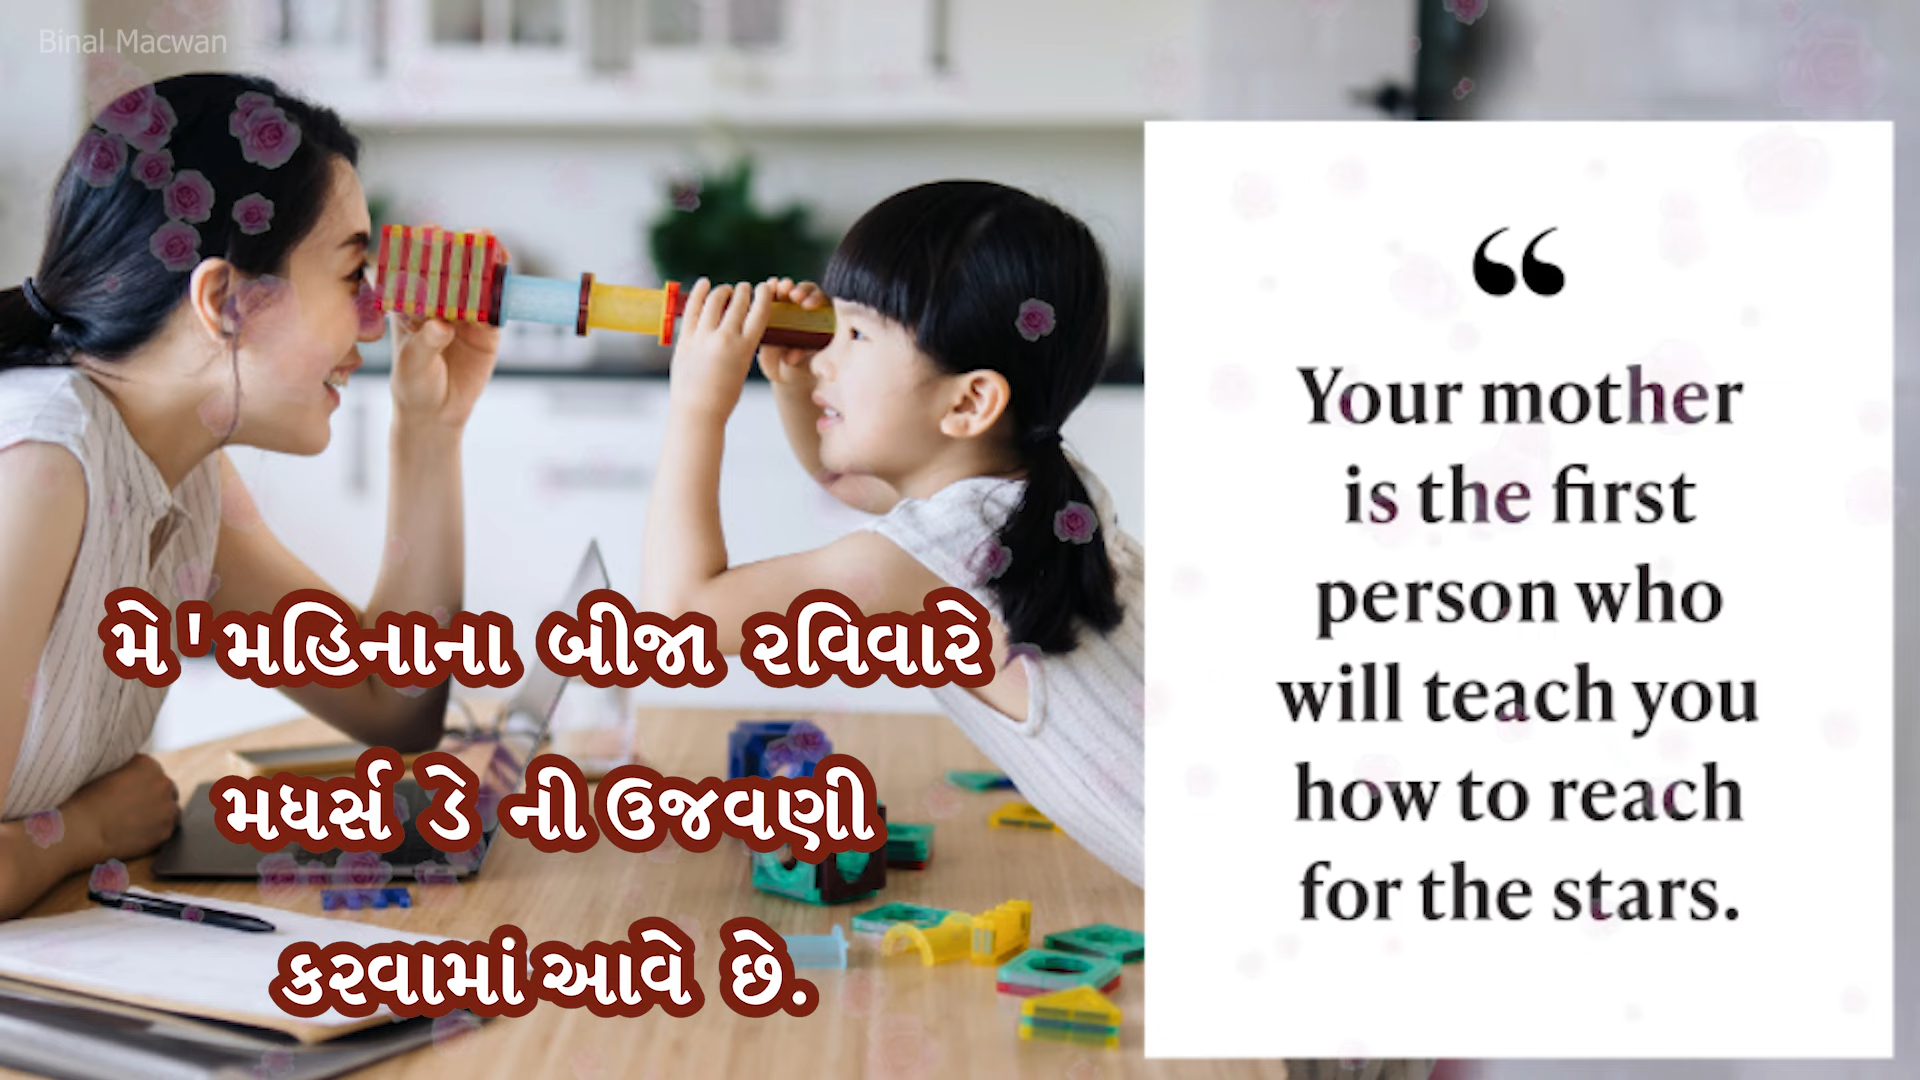 Binal Macwan
મે'મહિનાના બીજા રવિવારે
મધર્સ ડે ની ઉજવણી
કરવામાં આવે છે.
“
Your mother
is the first
person who
will teach you
how to reach
for the stars.